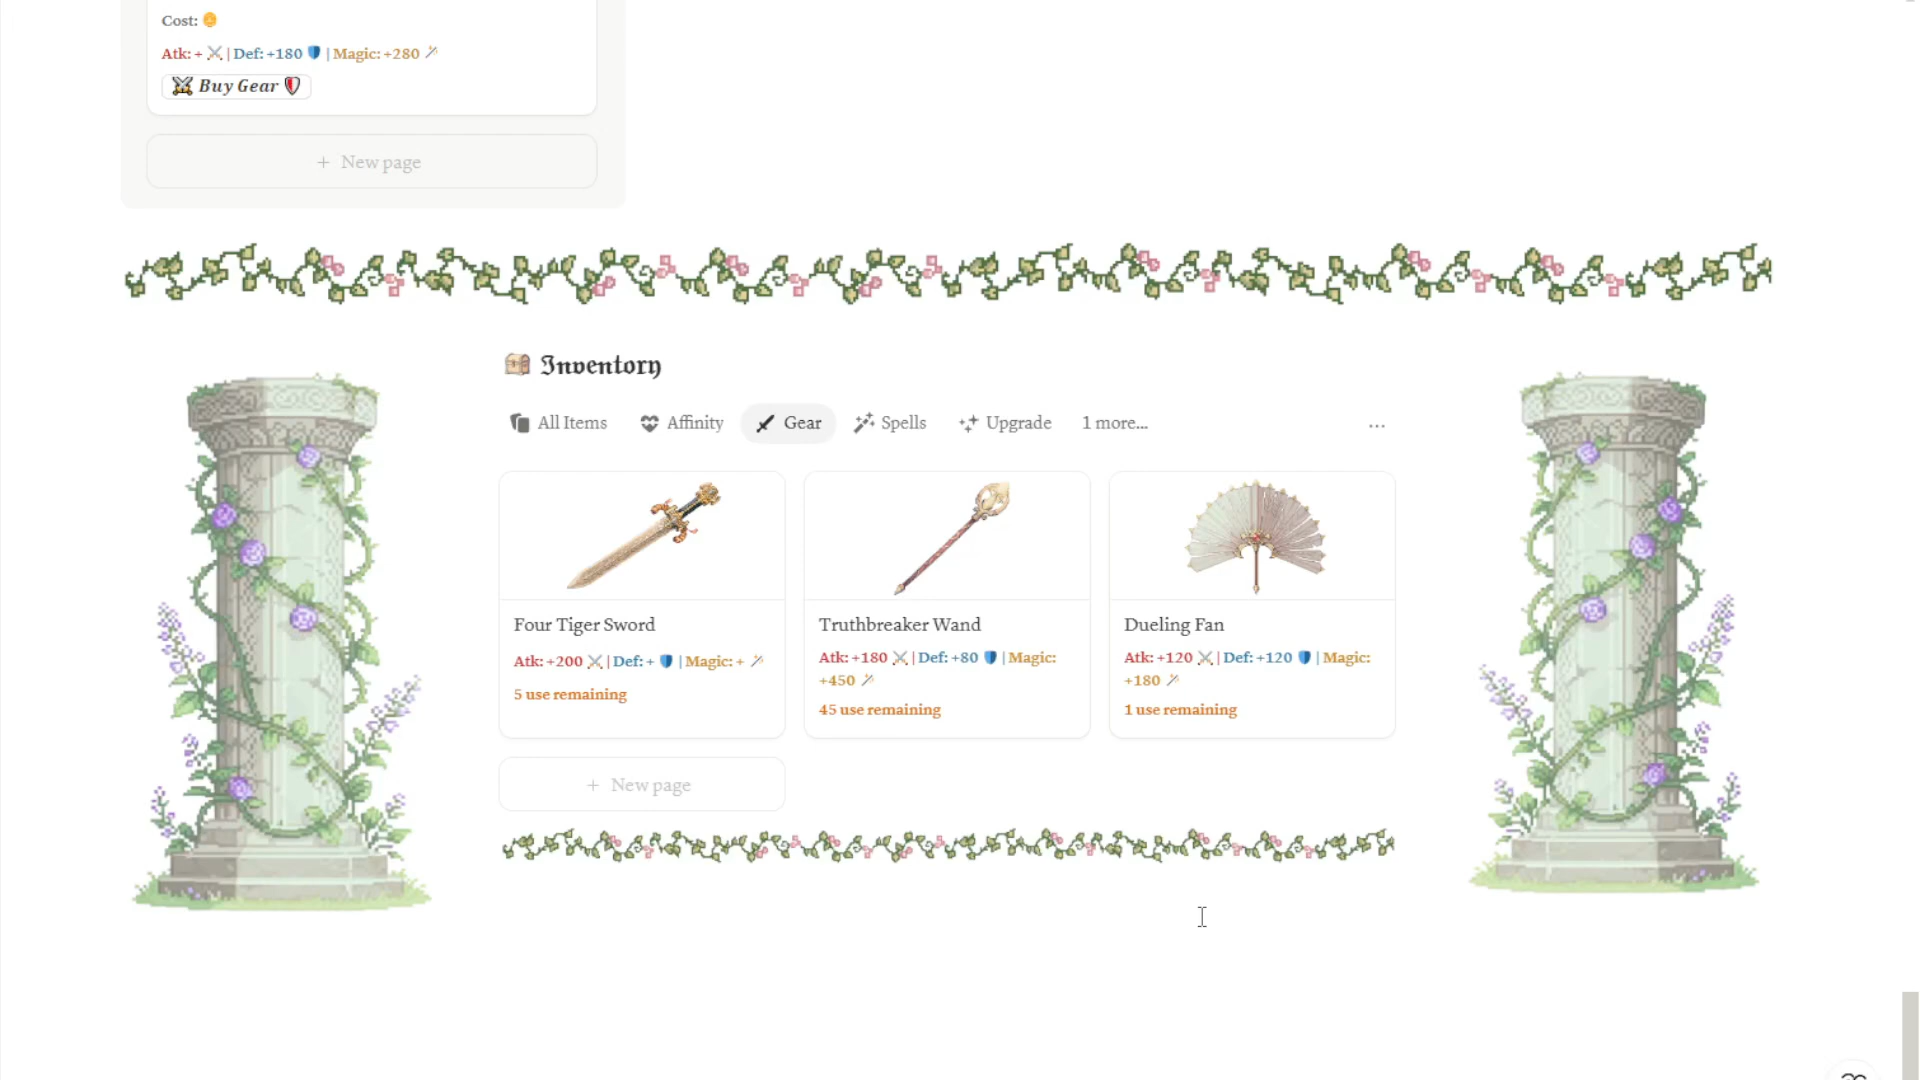 Cost:
Atk: + | Def: +180 | Magic: +280
Buy Gear
+ New page
Inventory
All Items Affinity Gear Spells Upgrade 1 more... ...
Four Tiger Sword
Atk: +200 | Def: + | Magic: +
5 use remaining
Truthbreaker Wand
Atk: +180 | Def: +80 | Magic:
+450
45 use remaining
Dueling Fan
Atk: +120 | Def: +120 | Magic:
+180
1 use remaining
+ New page